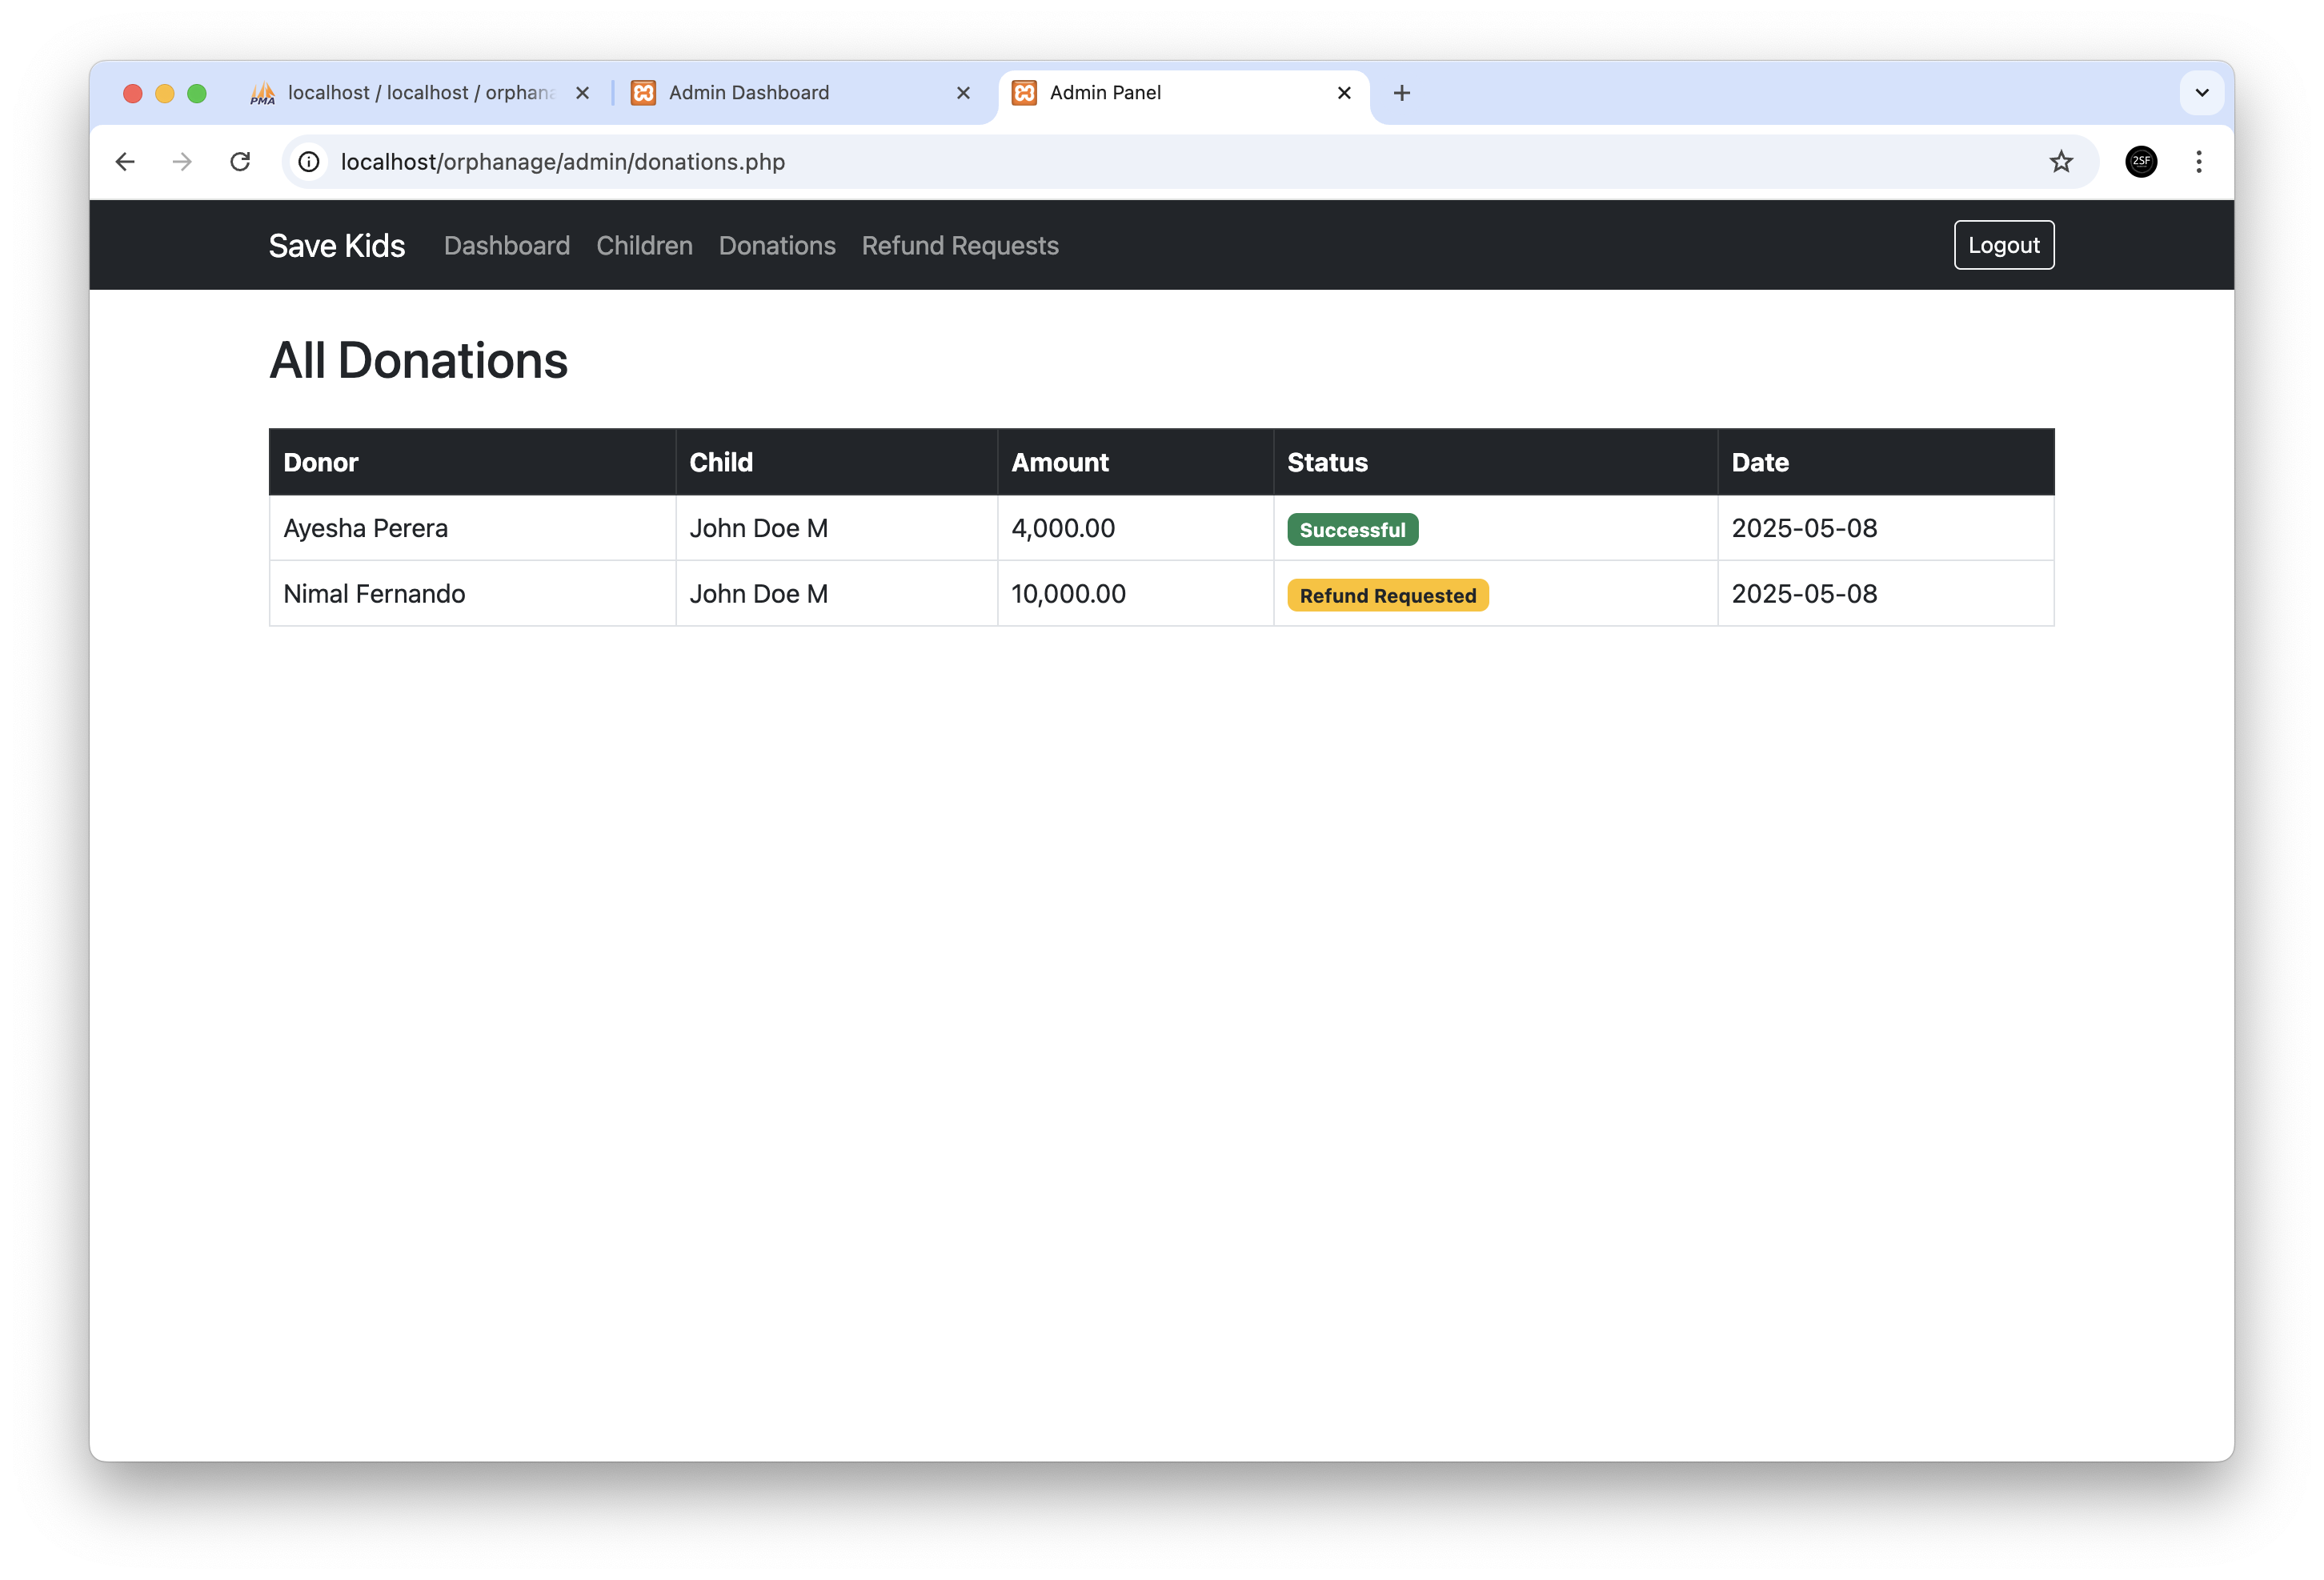 PMA localhost / localhost / orphana Admin Dashboard Admin Panel
localhost/orphanage/admin/donations.php 2SF
Save Kids Dashboard Children Donations Refund Requests Logout
All Donations
Donor Child Amount Status Date
Ayesha Perera John Doe M 4,000.00 Successful 2025-05-08
Nimal Fernando John Doe M 10,000.00 Refund Requested 2025-05-08